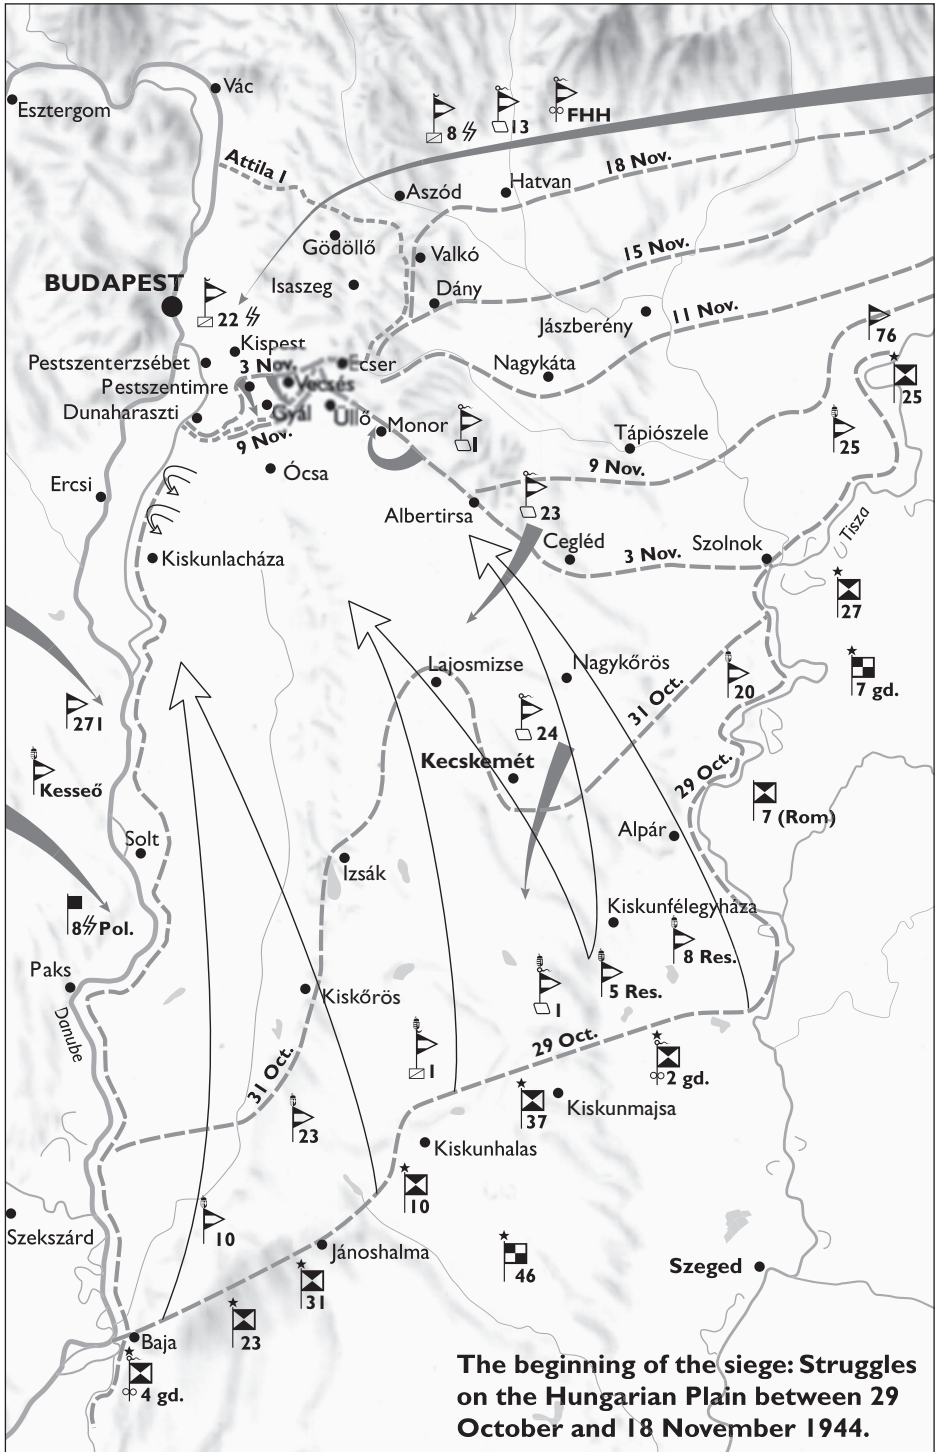 Vác
Esztergom
8
13
FHH
18 Nov.
Attila I
Aszód
Hatvan
Gödöllő
Valkó
15 Nov.
BUDAPEST
Isaszeg
Dány
22
11 Nov.
Jászberény
76
Kispest
Pestszenterzsébet
3 Nov.
Ecser
Nagykáta
Pestszentimre
Vecsés
25
Dunaharaszti
Gyál
Üllő
Monor
1
25
9 Nov.
Tápiószele
Ócsa
9 Nov.
Ercsi
Albertirsa
23
Tisza
Cegléd
Szolnok
3 Nov.
Kiskunlacháza
27
Lajosmizse
Nagykőrös
7 gd.
20
31 Oct.
271
24
Kecskemét
29 Oct.
Kesseő
7 (Rom)
Solt
Alpár
Izsák
Kiskunfélegyháza
8 Pol.
8 Res.
Paks
5 Res.
Kiskőrös
1
Danube
29 Oct.
31 Oct.
1
2 gd.
23
37
Kiskunmajsa
Kiskunhalas
10
Szekszárd
10
Jánoshalma
46
Szeged
31
23
Baja
4 gd.
The beginning of the siege: Struggles
on the Hungarian Plain between 29
October and 18 November 1944.